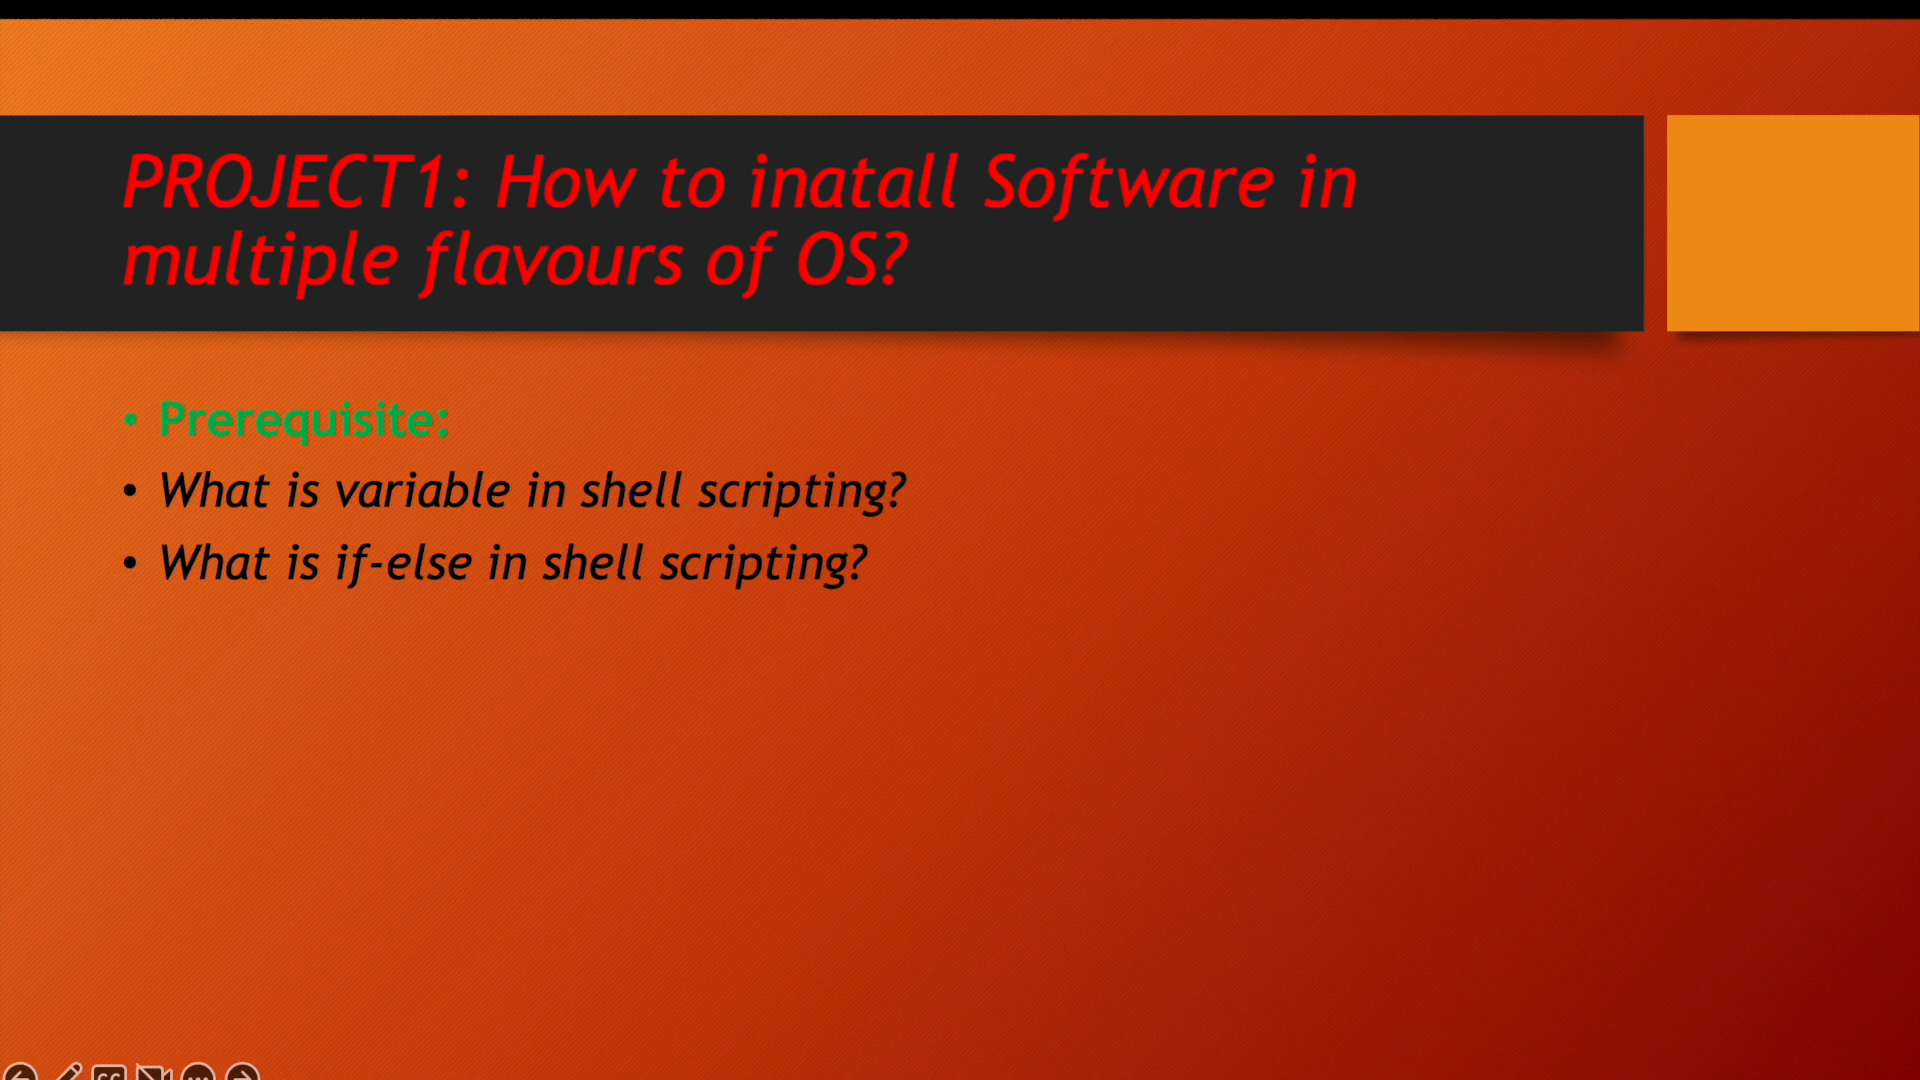 PROJECT1: How to inatall Software in
multiple flavours of OS?
• Prerequisite:
• What is variable in shell scripting?
• What is if-else in shell scripting?
CC